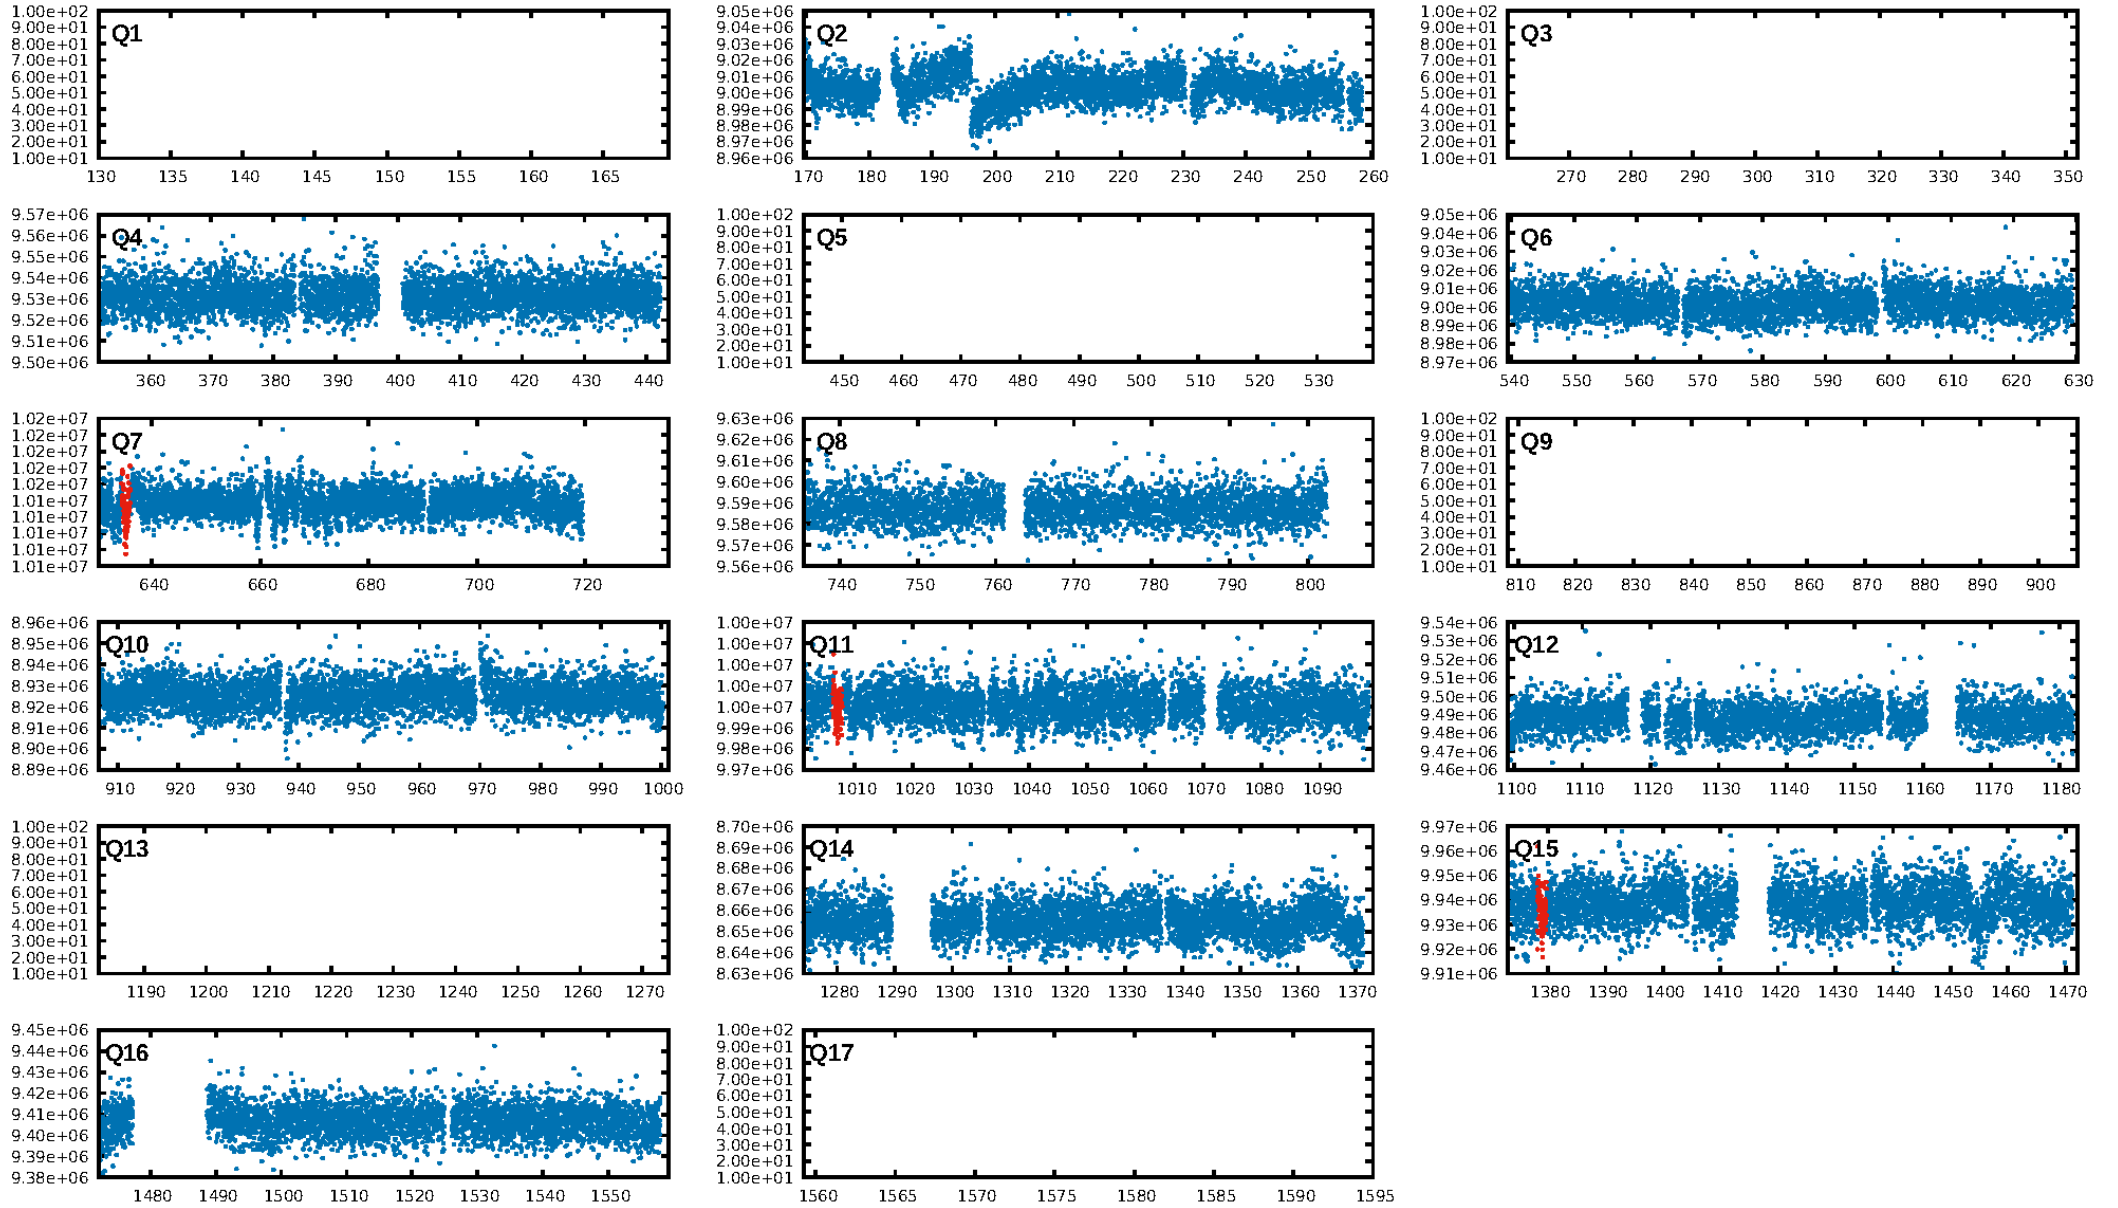 1.00e+02
9.00e+01
8.00e+01
7.00e+01
6.00e+01
5.00e+01
4.00e+01
3.00e+01
2.00e+01
1.00e+01
Q1
130 135 140 145 150 155 160 165
9.05e+06
9.04e+06
9.03e+06
9.02e+06
9.01e+06
9.00e+06
8.99e+06
8.98e+06
8.97e+06
8.96e+06
Q2
170 180 190 200 210 220 230 240 250 260
1.00e+02
9.00e+01
8.00e+01
7.00e+01
6.00e+01
5.00e+01
4.00e+01
3.00e+01
2.00e+01
1.00e+01
Q3
270 280 290 300 310 320 330 340 350
9.57e+06
9.56e+06
9.55e+06
9.54e+06
9.53e+06
9.52e+06
9.51e+06
9.50e+06
Q4
360 370 380 390 400 410 420 430 440
1.00e+02
9.00e+01
8.00e+01
7.00e+01
6.00e+01
5.00e+01
4.00e+01
3.00e+01
2.00e+01
1.00e+01
Q5
450 460 470 480 490 500 510 520 530
9.05e+06
9.04e+06
9.03e+06
9.02e+06
9.01e+06
9.00e+06
8.99e+06
8.98e+06
8.97e+06
Q6
540 550 560 570 580 590 600 610 620 630
1.02e+07
1.02e+07
1.02e+07
1.02e+07
1.02e+07
1.01e+07
1.01e+07
1.01e+07
1.01e+07
1.01e+07
Q7
640 660 680 700 720
9.63e+06
9.62e+06
9.61e+06
9.60e+06
9.59e+06
9.58e+06
9.57e+06
9.56e+06
Q8
740 750 760 770 780 790 800
1.00e+02
9.00e+01
8.00e+01
7.00e+01
6.00e+01
5.00e+01
4.00e+01
3.00e+01
2.00e+01
1.00e+01
Q9
810 820 830 840 850 860 870 880 890 900
8.96e+06
8.95e+06
8.94e+06
8.93e+06
8.92e+06
8.91e+06
8.90e+06
8.89e+06
Q10
910 920 930 940 950 960 970 980 990 1000
1.00e+07
1.00e+07
1.00e+07
1.00e+07
1.00e+07
9.99e+06
9.98e+06
9.97e+06
Q11
1010 1020 1030 1040 1050 1060 1070 1080 1090
9.54e+06
9.53e+06
9.52e+06
9.51e+06
9.50e+06
9.49e+06
9.48e+06
9.47e+06
9.46e+06
Q12
1100 1110 1120 1130 1140 1150 1160 1170 1180
1.00e+02
9.00e+01
8.00e+01
7.00e+01
6.00e+01
5.00e+01
4.00e+01
3.00e+01
2.00e+01
1.00e+01
Q13
1190 1200 1210 1220 1230 1240 1250 1260 1270
8.70e+06
8.69e+06
8.68e+06
8.67e+06
8.66e+06
8.65e+06
8.64e+06
8.63e+06
Q14
1280 1290 1300 1310 1320 1330 1340 1350 1360 1370
9.97e+06
9.96e+06
9.95e+06
9.94e+06
9.93e+06
9.92e+06
9.91e+06
Q15
1380 1390 1400 1410 1420 1430 1440 1450 1460 1470
9.45e+06
9.44e+06
9.43e+06
9.42e+06
9.41e+06
9.40e+06
9.39e+06
9.38e+06
Q16
1480 1490 1500 1510 1520 1530 1540 1550
1.00e+02
9.00e+01
8.00e+01
7.00e+01
6.00e+01
5.00e+01
4.00e+01
3.00e+01
2.00e+01
1.00e+01
Q17
1560 1565 1570 1575 1580 1585 1590 1595